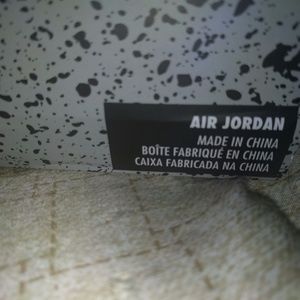 AIR JORDAN
MADE IN CHINA
BOÎTE FABRIQUÉ EN CHINA
CAIXA FABRICADA NA CHINA